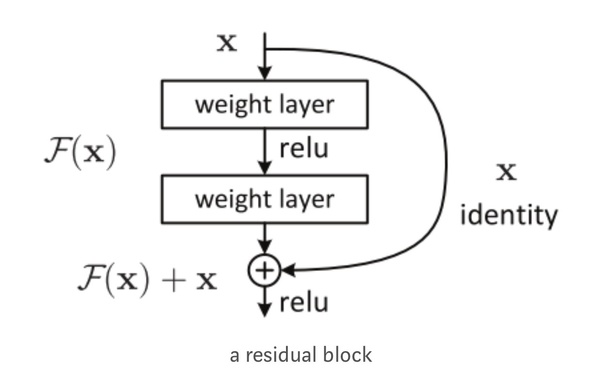 x
weight layer
relu
F(x)
weight layer
x
identity
F(x) + x
relu
a residual block